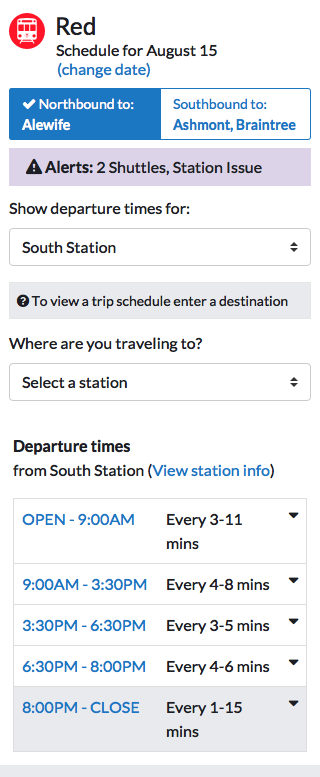 Red
Schedule for August 15
(change date)
Northbound to:
Alewife
Southbound to:
Ashmont, Braintree
Alerts: 2 Shuttles, Station Issue
Show departure times for:
South Station
To view a trip schedule enter a destination
Where are you traveling to?
Select a station
Departure times
from South Station (View station info)
OPEN - 9:00AM Every 3-11
mins
9:00AM - 3:30PM Every 4-8 mins
3:30PM - 6:30PM Every 3-5 mins
6:30PM - 8:00PM Every 4-6 mins
8:00PM - CLOSE Every 1-15
mins